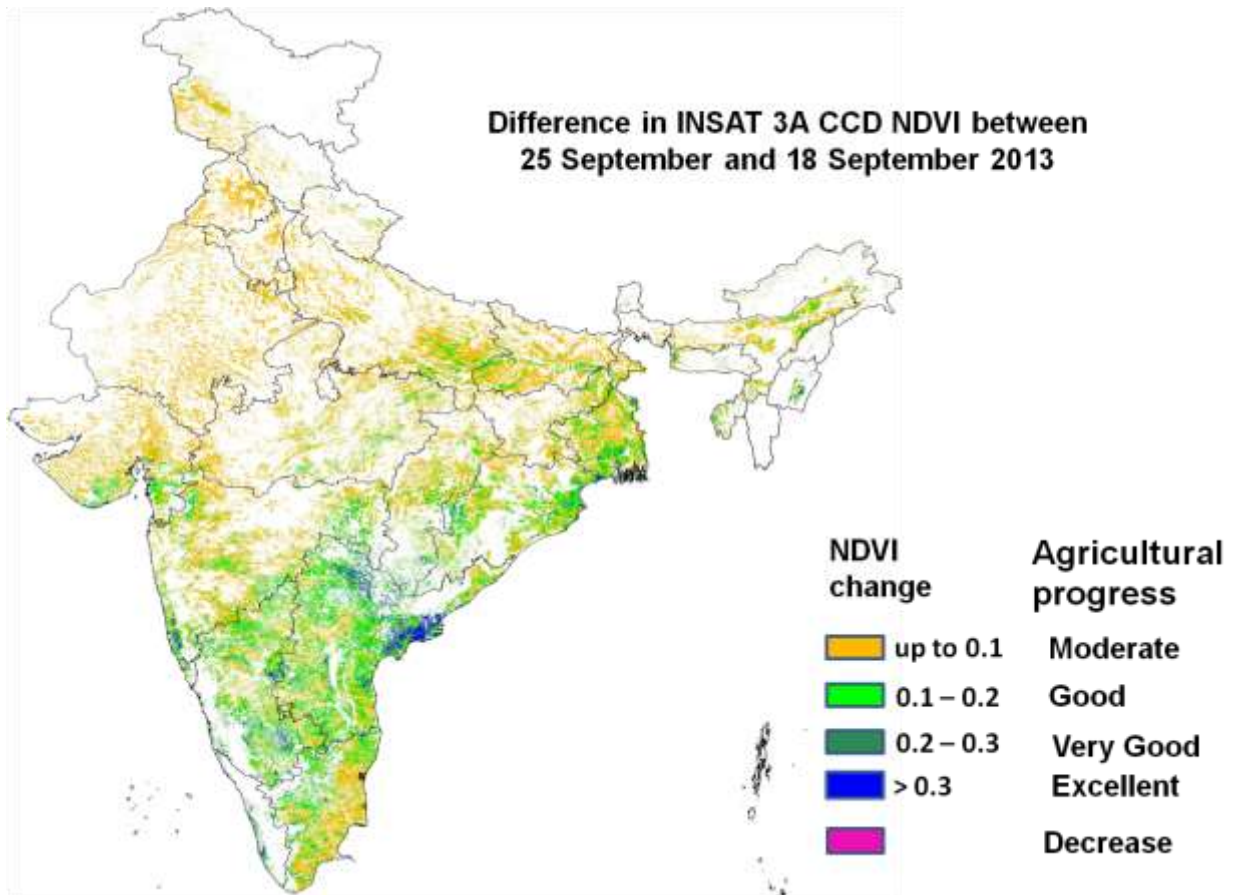 Difference in INSAT 3A CCD NDVI between
25 September and 18 September 2013
NDVI
change
Agricultural
progress
up to 0.1 Moderate
0.1 – 0.2 Good
0.2 – 0.3 Very Good
> 0.3 Excellent
Decrease